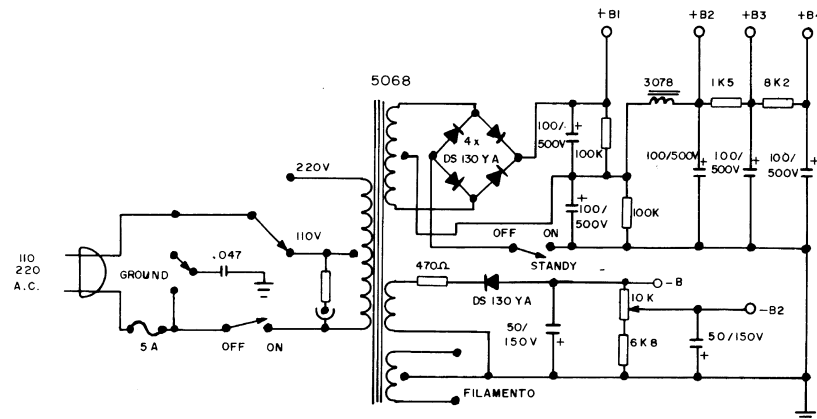 +B1
+B2
+B3
+B4
5068
3078
1K5
8K2
4x
DS 130 YA
100/
500V
100K
100/500V
100/
500V
100/
500V
220V
100/
500V
100K
OFF ON
STANDY
110V
110
220
A.C.
GROUND
.047
470Ω
DS 130 YA
-B
10K
-B2
50/
150V
50/150V
6K8
5A
OFF ON
FILAMENTO